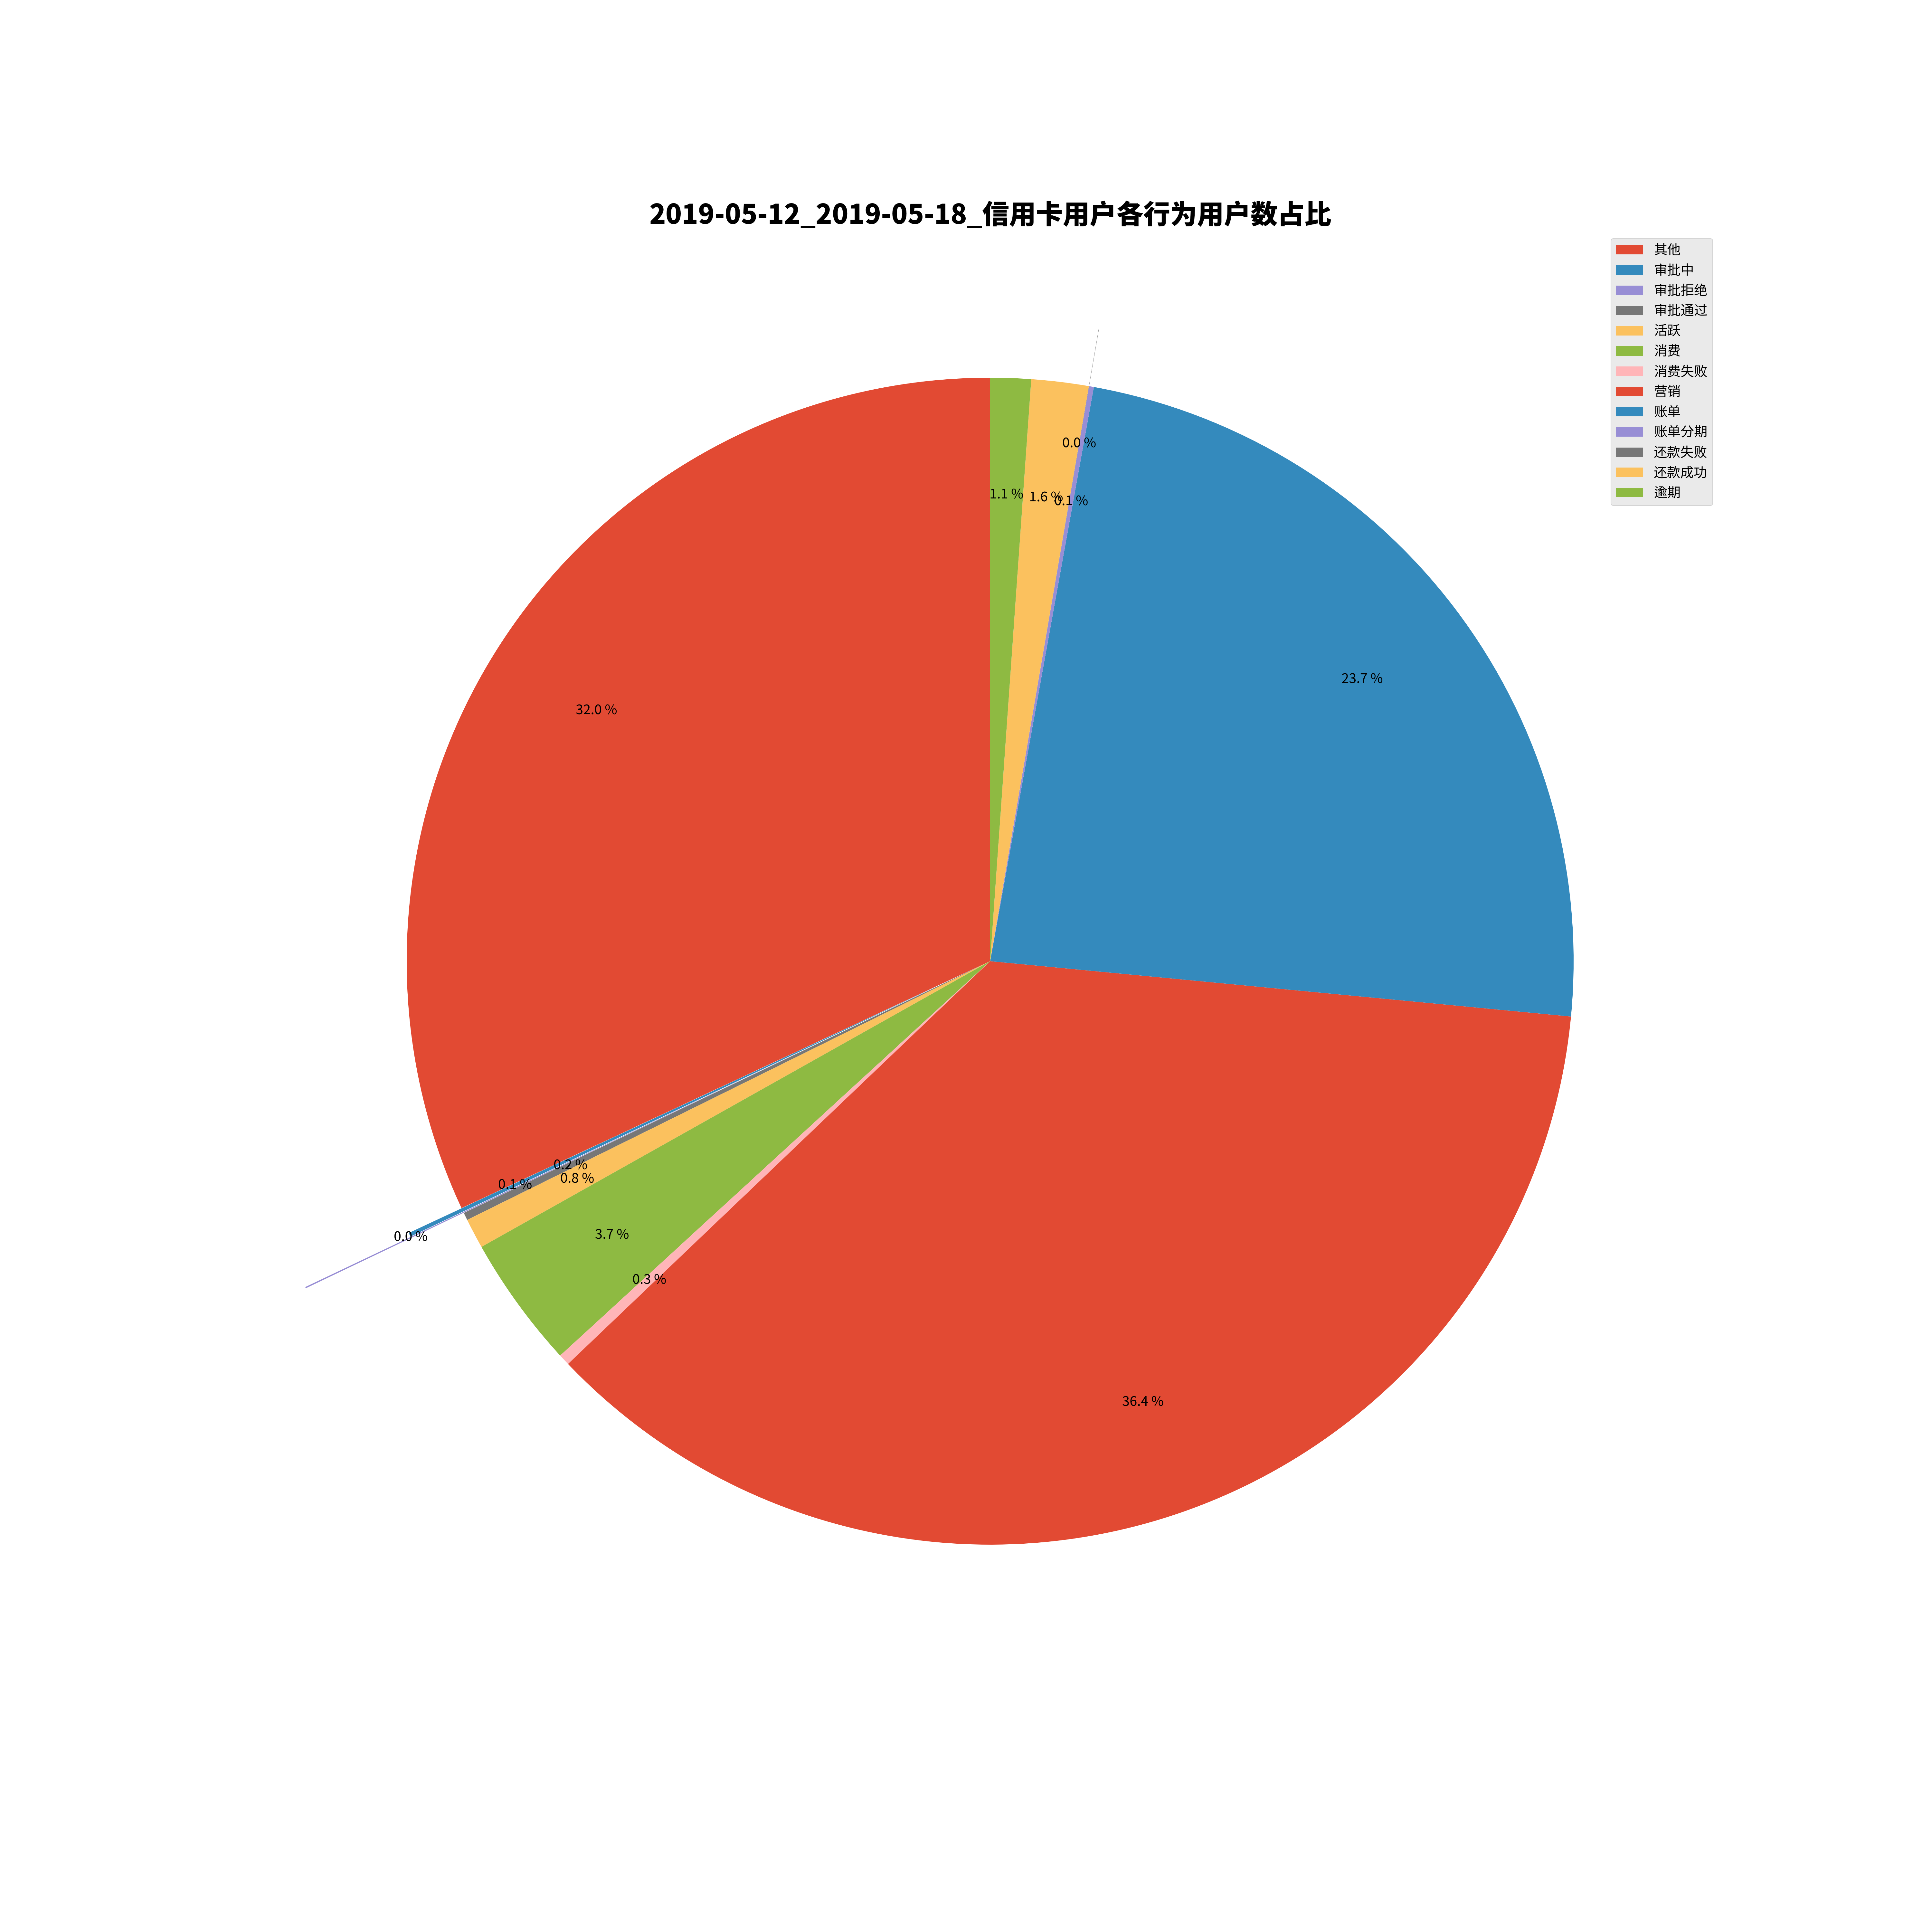 2019-05-12_2019-05-18_信用卡用户各行为用户数占比
其他
审批中
审批拒绝
审批通过
活跃
消费
消费失败
营销
账单
账单分期
还款失败
还款成功
逾期
0.0 %
1.1 %
1.6 %
0.1 %
23.7 %
32.0 %
0.2 %
0.8 %
0.1 %
0.0 %
3.7 %
0.3 %
36.4 %